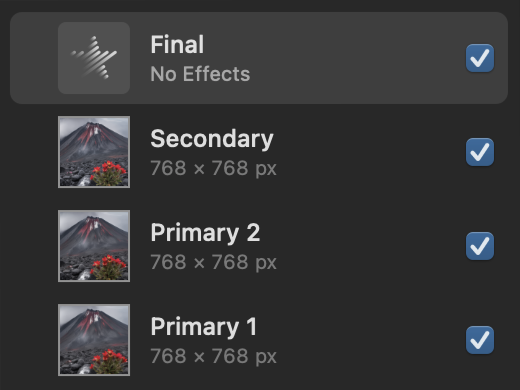 Final
No Effects
Secondary
768 × 768 px
Primary 2
768 × 768 px
Primary 1
768 × 768 px